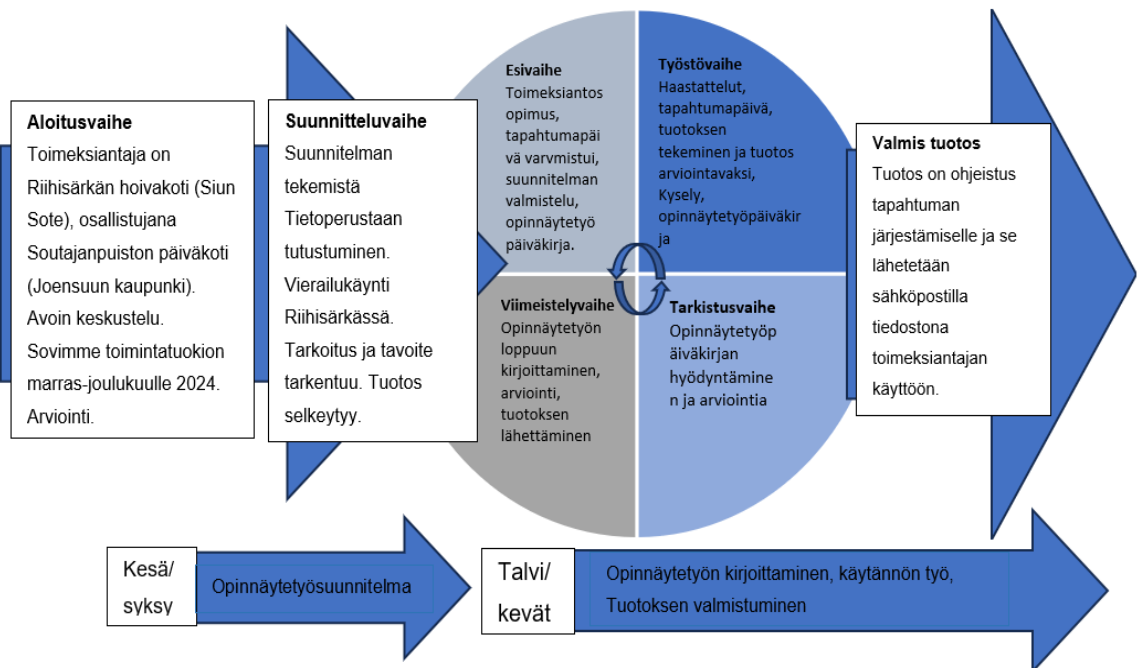 Aloitusvaihe
Toimeksiantaja on
Riihisärkän hoivakoti (Siun
Sote), osallistujana
Soutajanpuiston päiväkoti
(Joensuun kaupunki).
Avoin keskustelu.
Sovimme toimintatuokion
marras-joulukuulle 2024.
Arviointi.
Suunnitteluvaihe
Suunnitelman
tekemistä
Tietoperustaan
tutustuminen.
Vierailukäynti
Riihisärkässä.
Tarkoitus ja tavoite
tarkentuu. Tuotos
selkeytyy.
Esivaihe
Toimeksiantos
opimus,
tapahtumapäi
vä varvmistui,
suunnitelman
valmistelu,
opinnäytetyö
päiväkirja.
Työstövaihe
Haastattelut,
tapahtumapäivä,
tuotoksen
tekeminen ja tuotos
arviointavaksi,
Kysely,
opinnäytetyöpäiväkir
ja
Viimeistelyvaihe
Opinnäytetyön
loppuun
kirjoittaminen,
arviointi,
tuotoksen
lähettäminen
Tarkistusvaihe
Opinnäytetyöp
äiväkirjan
hyödyntämine
n ja arviointia
Valmis tuotos
Tuotos on ohjeistus
tapahtuman
järjestämiselle ja se
lähetetään
sähköpostilla
tiedostona
toimeksiantajan
käyttöön.
Kesä/
syksy
Opinnäytetyösuunnitelma
Talvi/
kevät
Opinnäytetyön kirjoittaminen, käytännön työ,
Tuotoksen valmistuminen